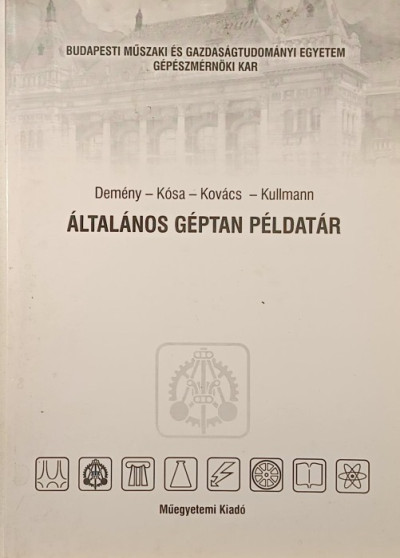 BUDAPESTI MŰSZAKI ÉS GAZDASÁGTUDOMÁNYI EGYETEM
GÉPÉSZMÉRNÖKI KAR
Demény – Kósa – Kovács – Kullmann
ÁLTALÁNOS GÉPTAN PÉLDATÁR
Műegyetemi Kiadó